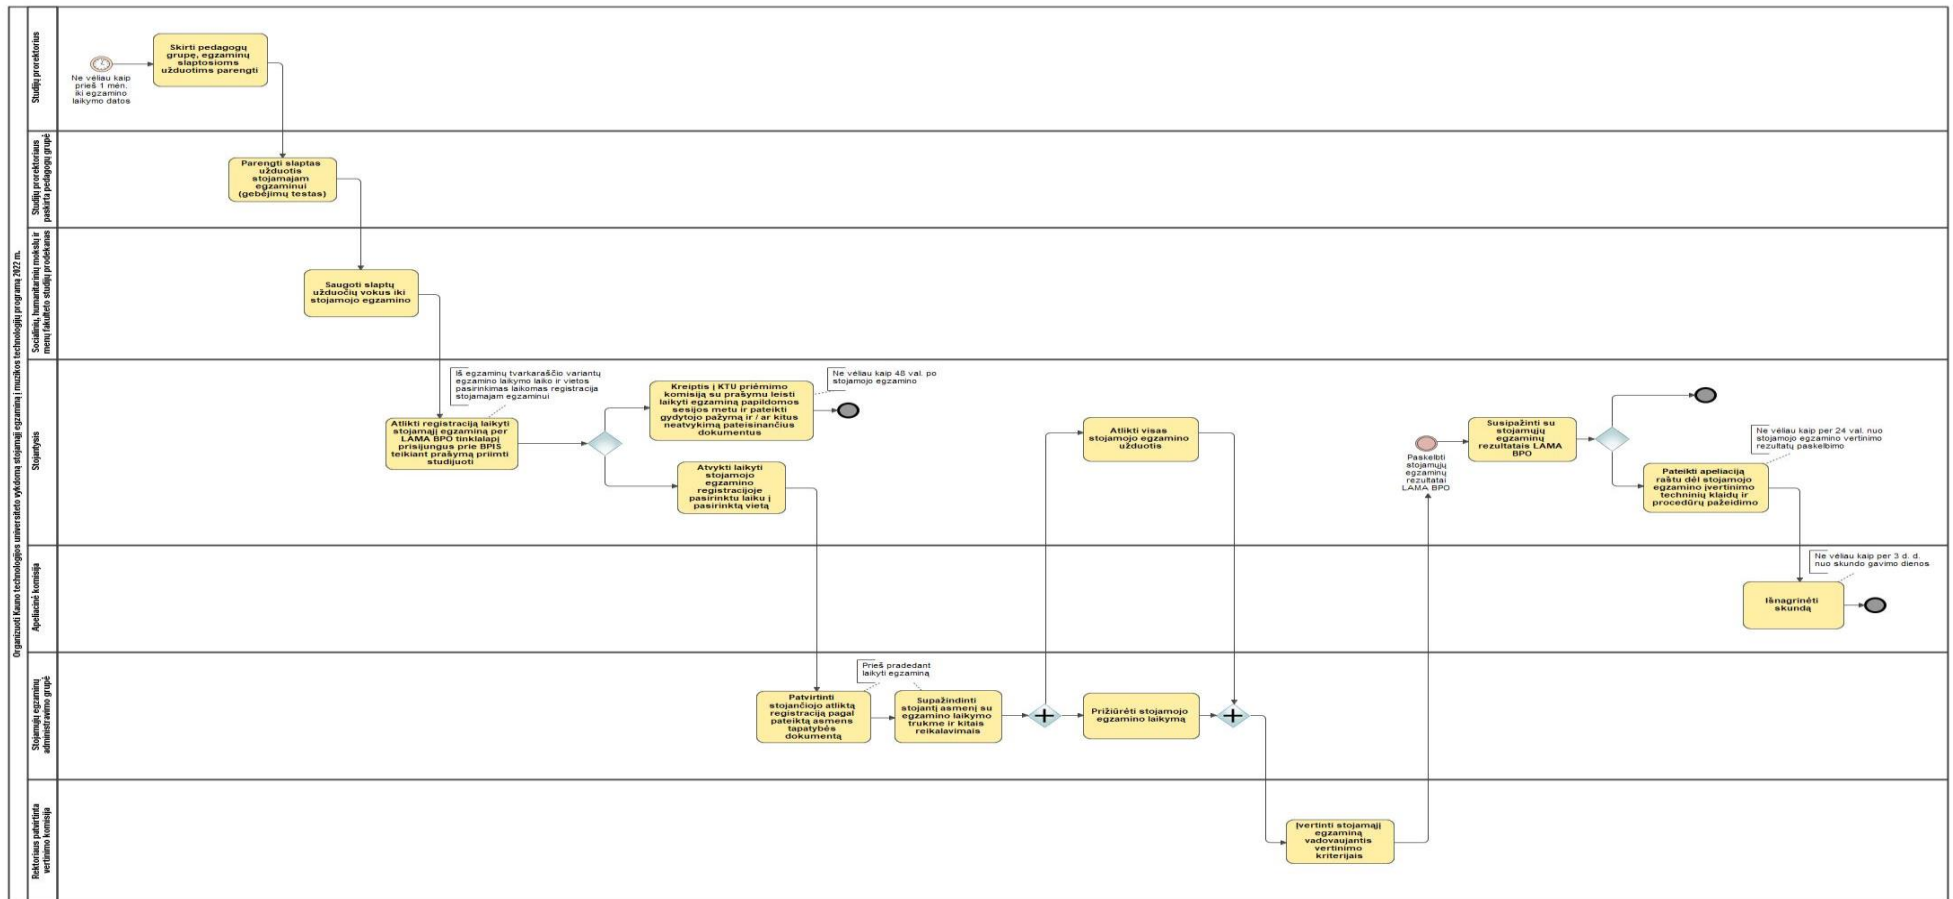 Organizuoti Kauno technologijos universiteto vykdomą stojamąjį egzaminą į muzikos technologijų programą 2022 m.
Studijų prorektorius
Ne vėliau kaip
prieš 1 mėn.
iki egzamino
laikymo datos
Skirti pedagogų
grupę, egzaminų
slaptosioms
užduotims parengti
Studijų prorektoriaus
paskirta pedagogų grupė
Parengti slaptas
užduotis
stojamajam
egzaminui
(gebėjimų testas)
Socialinių, humanitarinių mokslų ir
menų fakulteto studijų prodekanas
Saugoti slaptų
užduočių vokus iki
stojamojo egzamino
Stojantysis
Iš egzaminų tvarkaraščio variantų
egzamino laikymo laiko ir vietos
pasirinkimas laikomas registracija
stojamajam egzaminui
Atlikti registraciją laikyti
stojamąjį egzaminą per
LAMA BPO tinklalapį
prisijungus prie BPIS
teikiant prašymą priimti
studijuoti
Kreiptis į KTU priėmimo
komisiją su prašymu leisti
laikyti egzaminą papildomos
sesijos metu ir pateikti
gydytojo pažymą ir / ar kitus
neatvykimą pateisinančius
dokumentus
Ne vėliau kaip 48 val. po
stojamojo egzamino
Atvykti laikyti
stojamojo
egzamino
registracijoje
pasirinktu laiku į
pasirinktą vietą
Atlikti visas
stojamojo egzamino
užduotis
Paskelbti
stojamųjų
egzaminų
rezultatai
LAMA BPO
Susipažinti su
stojamųjų
egzaminų
rezultatais LAMA
BPO
Ne vėliau kaip per 24 val. nuo
stojamojo egzamino vertinimo
rezultatų paskelbimo
Pateikti apeliaciją
raštu dėl stojamojo
egzamino įvertinimo
techninių klaidų ir
procedūrų pažeidimo
Apeliacinė komisija
Ne vėliau kaip per 3 d. d.
nuo skundo gavimo dienos
Išnagrinėti
skundą
Stojamųjų egzaminų
administravimo grupė
Prieš pradedant
laikyti egzaminą
Patvirtinti
stojančiojo atliktą
registraciją pagal
pateiktą asmens
tapatybės
dokumentą
Supažindinti
stojantį asmenį su
egzamino laikymo
trukme ir kitais
reikalavimais
Prižiūrėti stojamojo
egzamino laikymą
Rektoriaus patvirtinta
vertinimo komisija
Įvertinti stojamąjį
egzaminą
vadovaujantis
vertinimo
kriterijais